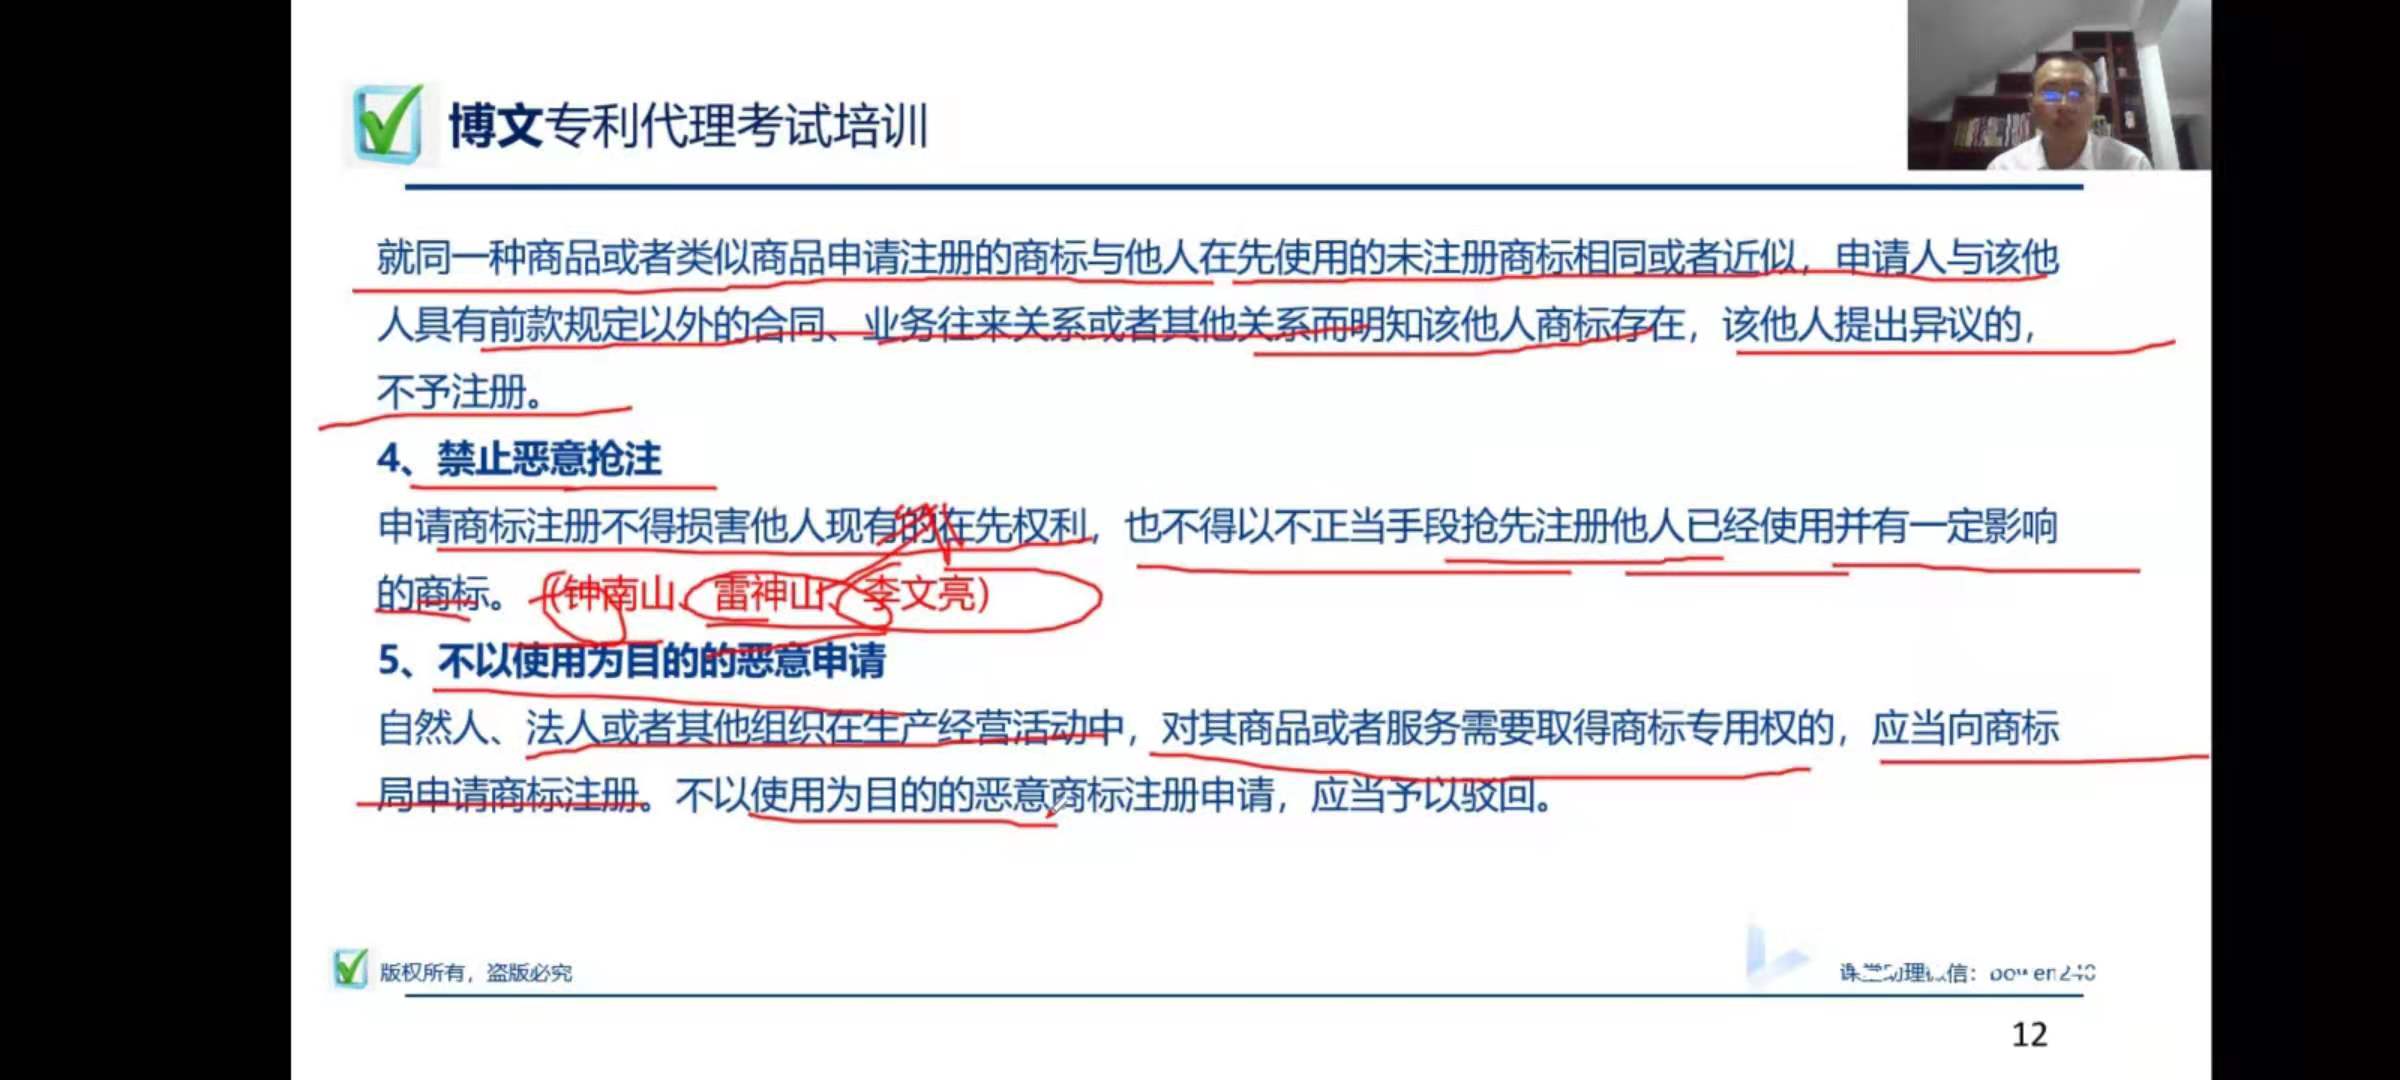 博文专利代理考试培训
就同一种商品或者类似商品申请注册的商标与他人在先使用的未注册商标相同或者近似，申请人与该他
人具有前款规定以外的合同、业务往来关系或者其他关系而明知该他人商标存在，该他人提出异议的，
不予注册。
4、禁止恶意抢注
申请商标注册不得损害他人现有的在先权利，也不得以不正当手段抢先注册他人已经使用并有一定影响
的商标。（钟南山、雷神山、李文亮）
5、不以使用为目的的恶意申请
自然人、法人或者其他组织在生产经营活动中，对其商品或者服务需要取得商标专用权的，应当向商标
局申请商标注册。不以使用为目的的恶意商标注册申请，应当予以驳回。
版权所有，盗版必究
课堂助理微信：
12